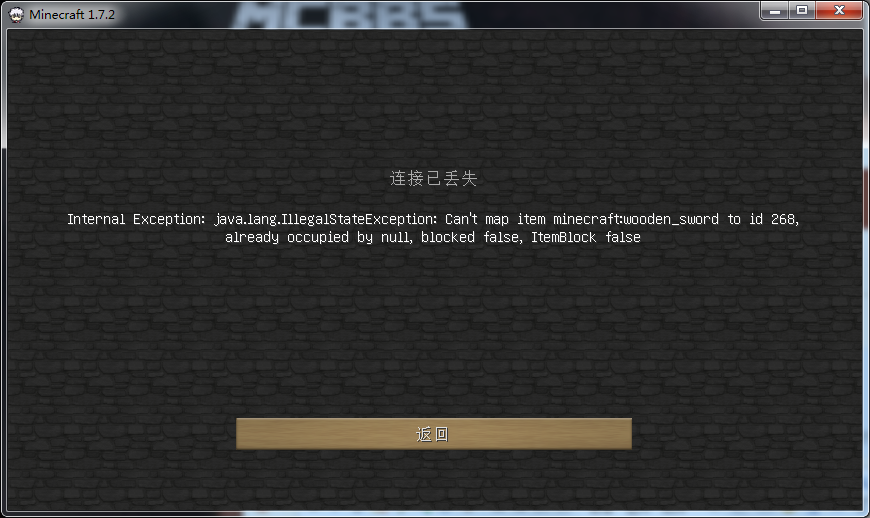 Minecraft 1.7.2
MCBBS
连接已丢失
Internal Exception: java.lang.IllegalStateException: Can't map item minecraft:wooden_sword to id 268,
already occupied by null, blocked false, ItemBlock false
返回